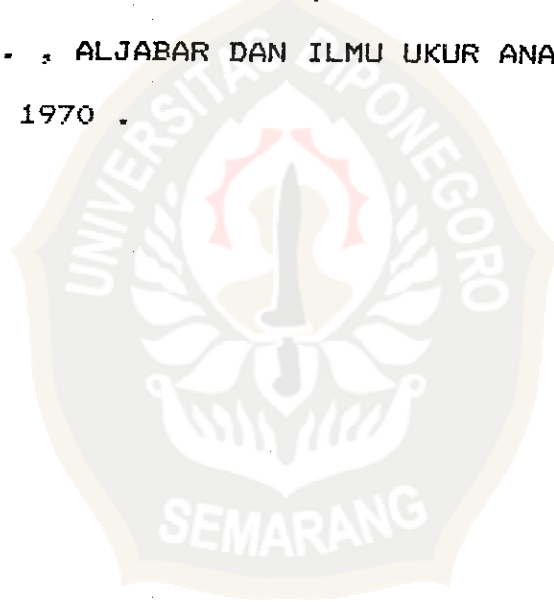 . , ALJABAR DAN ILMU UKUR ANA
1970 .
UNIVERSITAS DIPONEGORO
SEMARANG